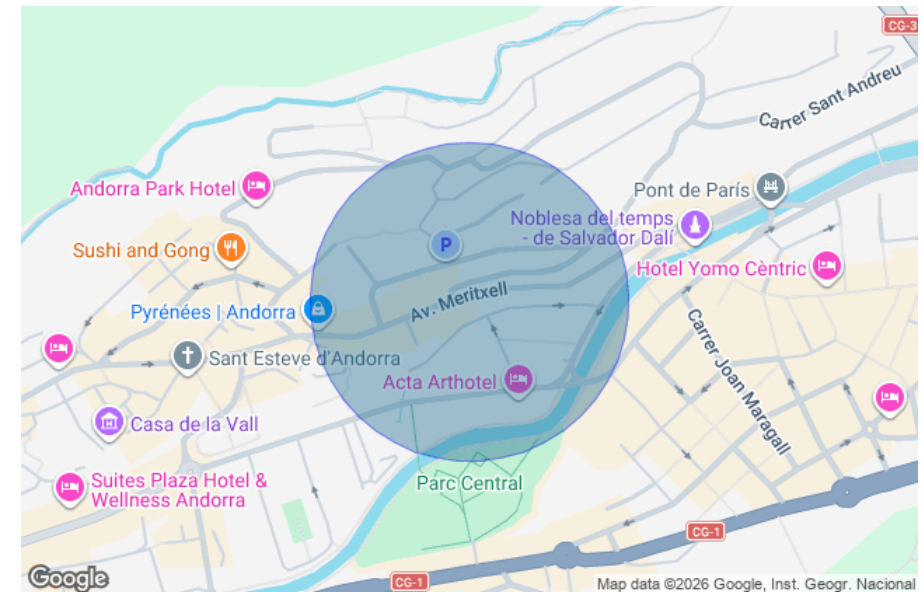 CG-3
Carrer Sant Andreu
Andorra Park Hotel
Pont de París
Noblesa del temps
- de Salvador Dalí
Sushi and Gong
P
Hotel Yomo Cèntric
Av. Meritxell
Pyrénées | Andorra
Sant Esteve d'Andorra
Carrer Joan Maragall
Acta Arthotel
Casa de la Vall
Suites Plaza Hotel &
Wellness Andorra
Parc Central
CG-1
CG-1
Google
Map data ©2026 Google, Inst. Geogr. Nacional